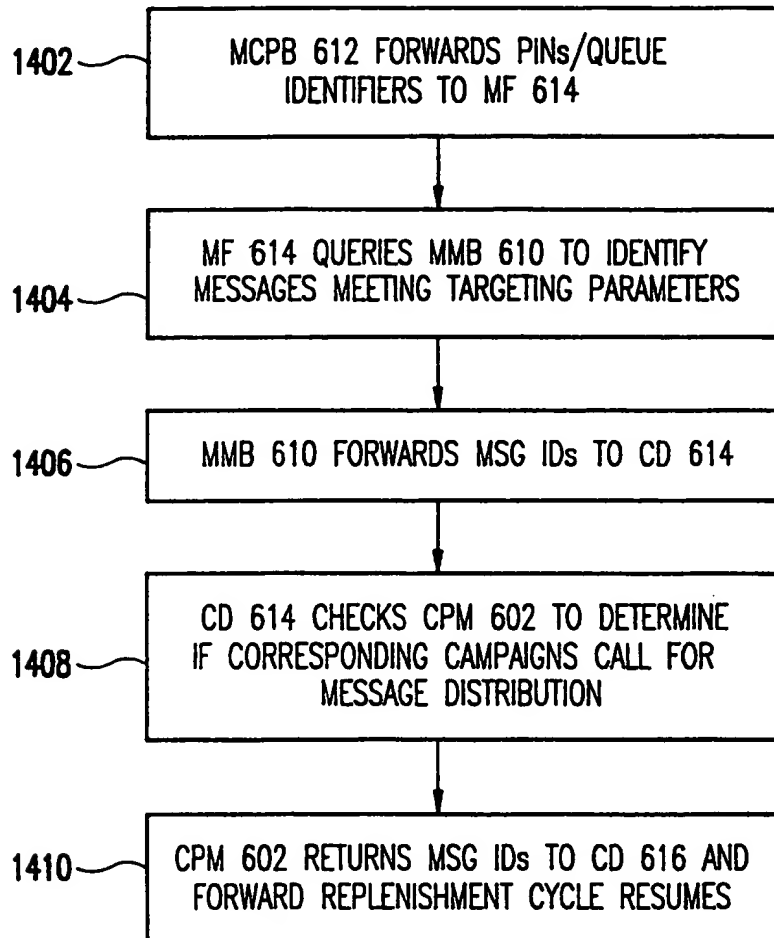 1402
MCPB 612 FORWARDS PINs/QUEUE
IDENTIFIERS TO MF 614
1404
MF 614 QUERIES MMB 610 TO IDENTIFY
MESSAGES MEETING TARGETING PARAMETERS
1406
MMB 610 FORWARDS MSG IDs TO CD 614
1408
CD 614 CHECKS CPM 602 TO DETERMINE
IF CORRESPONDING CAMPAIGNS CALL FOR
MESSAGE DISTRIBUTION
1410
CPM 602 RETURNS MSG IDs TO CD 616 AND
FORWARD REPLENISHMENT CYCLE RESUMES